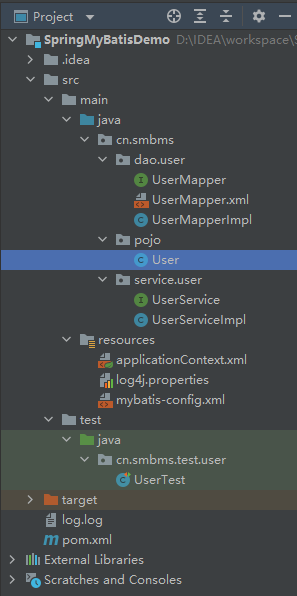 Project
SpringMyBatisDemo D:\IDEA\workspace\S
.idea
src
main
java
cn.smbms
dao.user
UserMapper
UserMapper.xml
UserMapperImpl
pojo
User
service.user
UserService
UserServiceImpl
resources
applicationContext.xml
log4j.properties
mybatis-config.xml
test
java
cn.smbms.test.user
UserTest
target
log.log
pom.xml
External Libraries
Scratches and Consoles